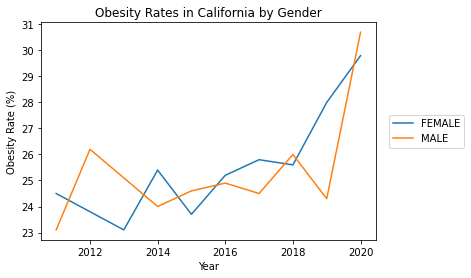 Obesity Rates in California by Gender
31
30
29
28
27
26
25
24
23
Obesity Rate (%)
2012
2014
2016
2018
2020
Year
FEMALE
MALE